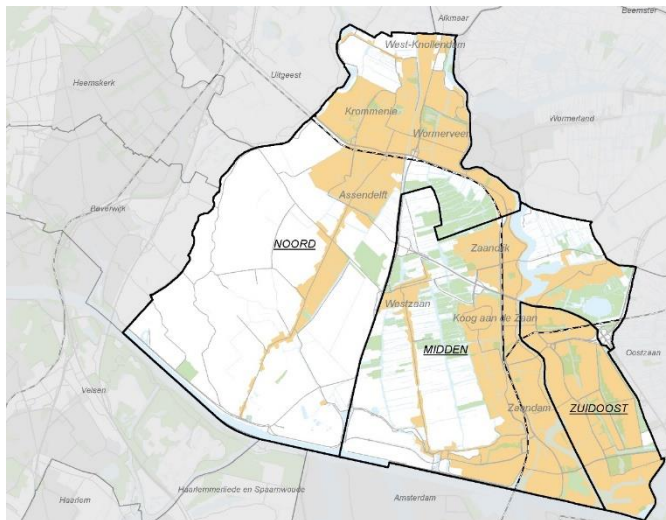 Alkmaar
Beemster
West-Knollendam
Uitgeest
Heemskerk
Krommenie
Wormerland
Wormerveer
Assendelft
Beverwijk
NOORD
Zaandijk
Westzaan
Koog aan de Zaan
MIDDEN
Oostzaan
Velsen
Zaandam
ZUIDOOST
Haarlemmerliede en Spaarnwoude
Haarlem
Amsterdam